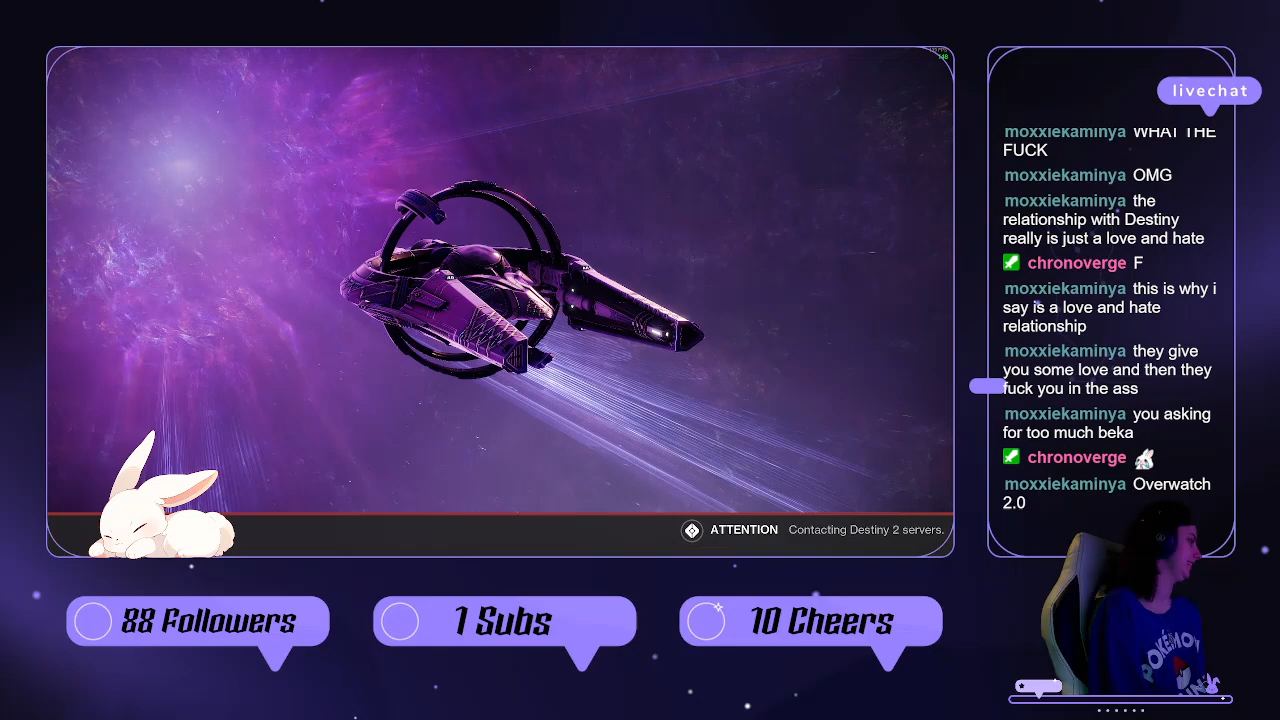 livechat
moxxiekaminya WHAT THE
FUCK
moxxiekaminya OMG
moxxiekaminya the
relationship with Destiny
really is just a love and hate
chronoverge F
moxxiekaminya this is why i
say is a love and hate
relationship
moxxiekaminya they give
you some love and then they
fuck you in the ass
moxxiekaminya you asking
for too much beka
chronoverge
moxxiekaminya Overwatch
2.0
ATTENTION Contacting Destiny 2 servers.
88 Followers
1 Subs
10 Cheers
POKÉMON